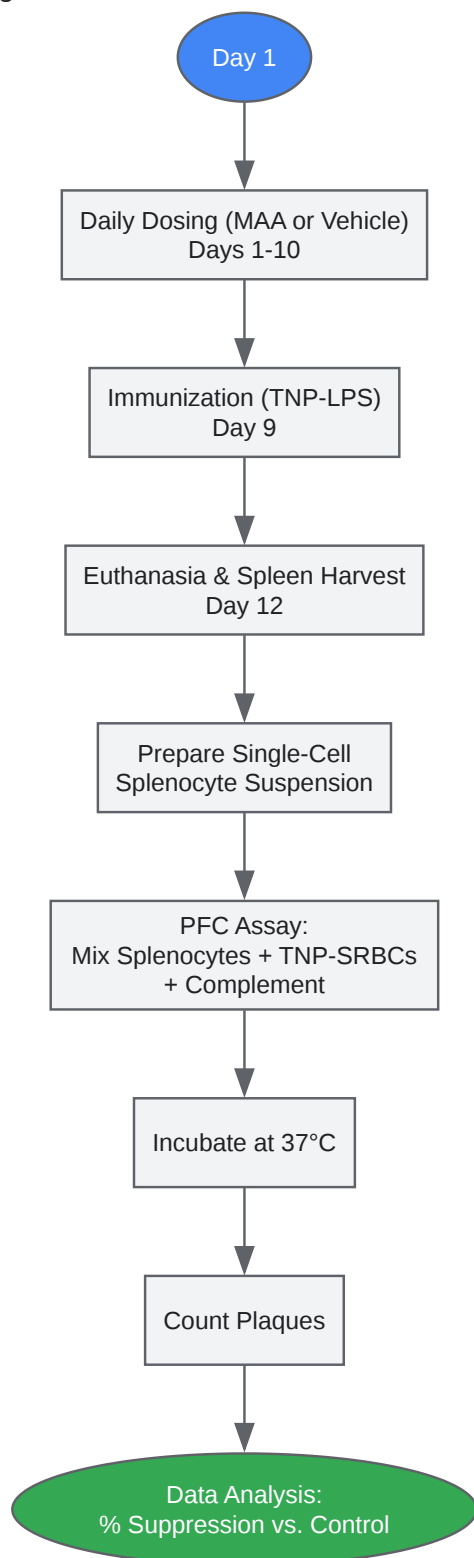 Day 1
Daily Dosing (MAA or Vehicle)
Days 1-10
Immunization (TNP-LPS)
Day 9
Euthanasia & Spleen Harvest
Day 12
Prepare Single-Cell
Splenocyte Suspension
PFC Assay:
Mix Splenocytes + TNP-SRBCs
+ Complement
Incubate at 37°C
Count Plaques
Data Analysis:
% Suppression vs. Control